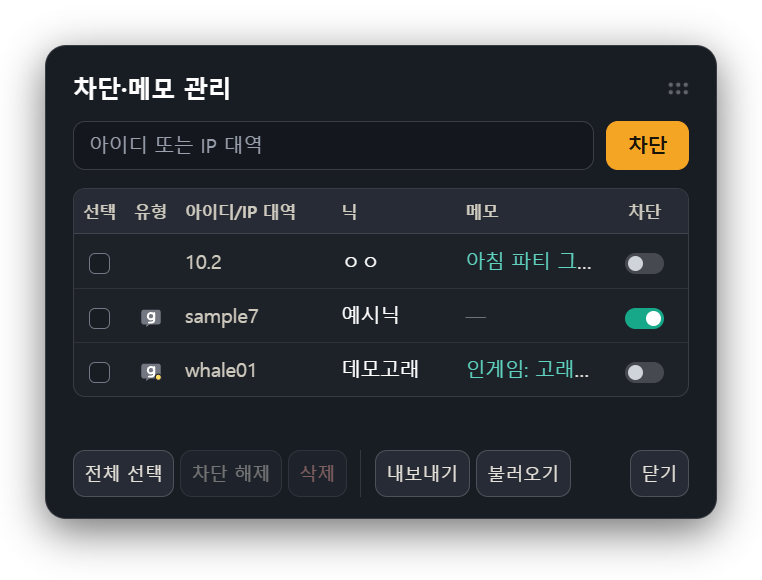 차단·메모 관리
아이디 또는 IP 대역 차단
선택 유형 아이디/IP 대역 닉 메모 차단
10.2 ㅇㅇ 아침 파티 그...
g sample7 예시닉 —
g whale01 데모고래 인게임: 고래...
전체 선택 차단 해제 삭제 내보내기 불러오기 닫기